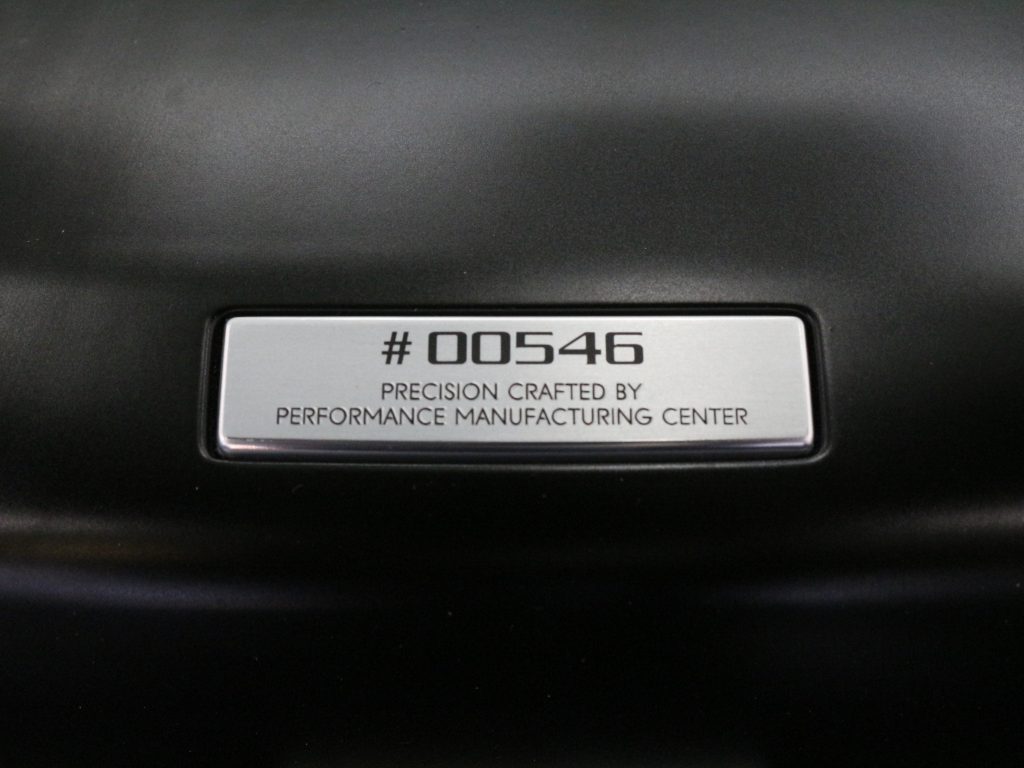 #00546
PRECISION CRAFTED BY
PERFORMANCE MANUFACTURING CENTER